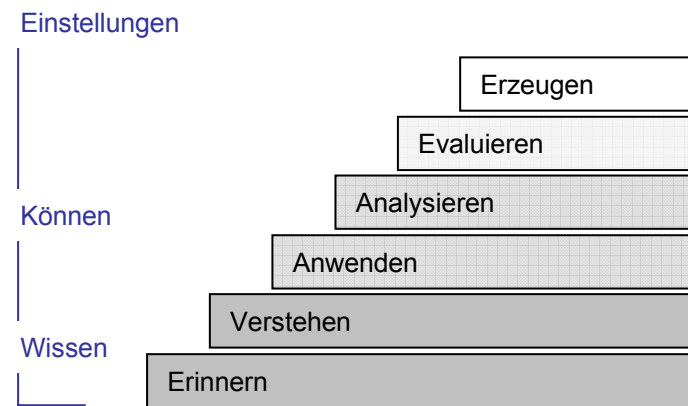 Einstellungen
Erzeugen
Evaluieren
Analysieren
Können
Anwenden
Verstehen
Wissen
Erinnern